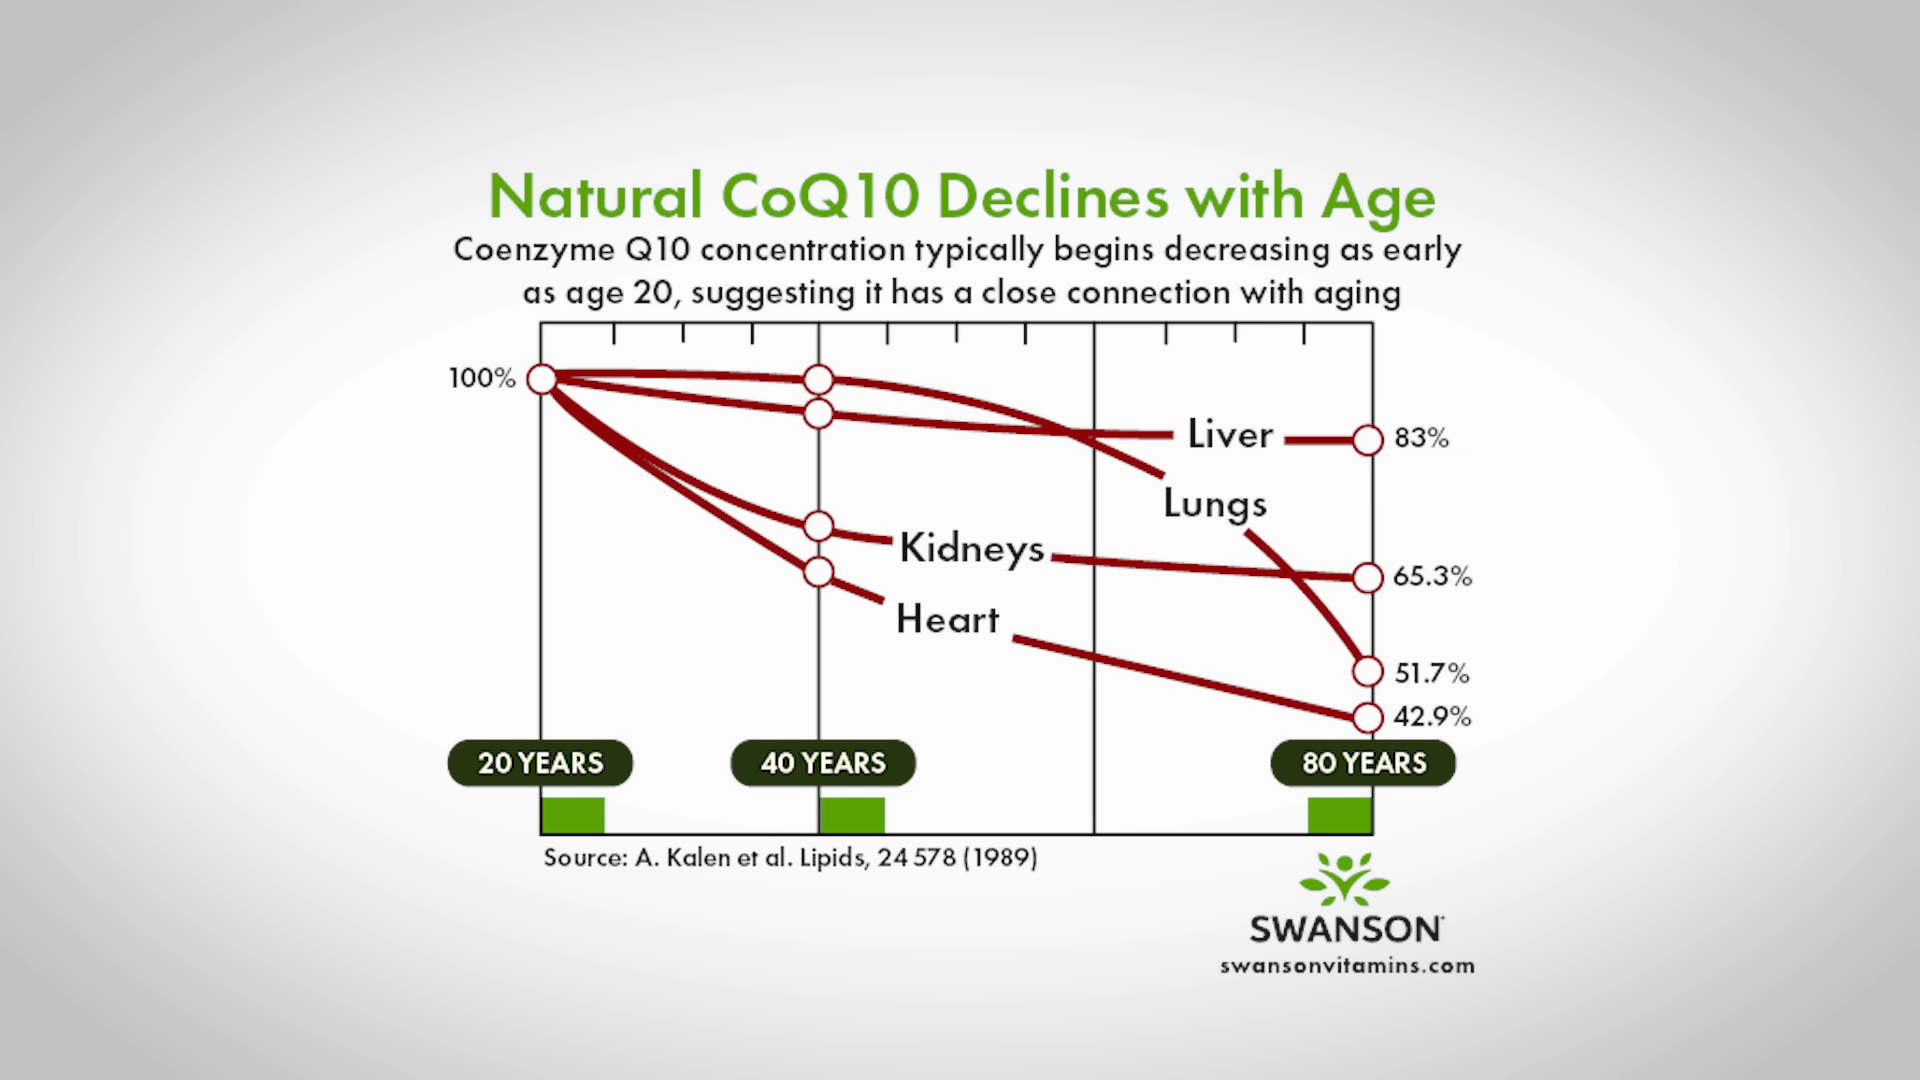 Natural CoQ10 Declines with Age
Coenzyme Q10 concentration typically begins decreasing as early
as age 20, suggesting it has a close connection with aging
100%
Liver
83%
Lungs
Kidneys
65.3%
Heart
51.7%
42.9%
20 YEARS
40 YEARS
80 YEARS
Source: A. Kalen et al. Lipids, 24 578 (1989)
SWANSON
swansonvitamins.com